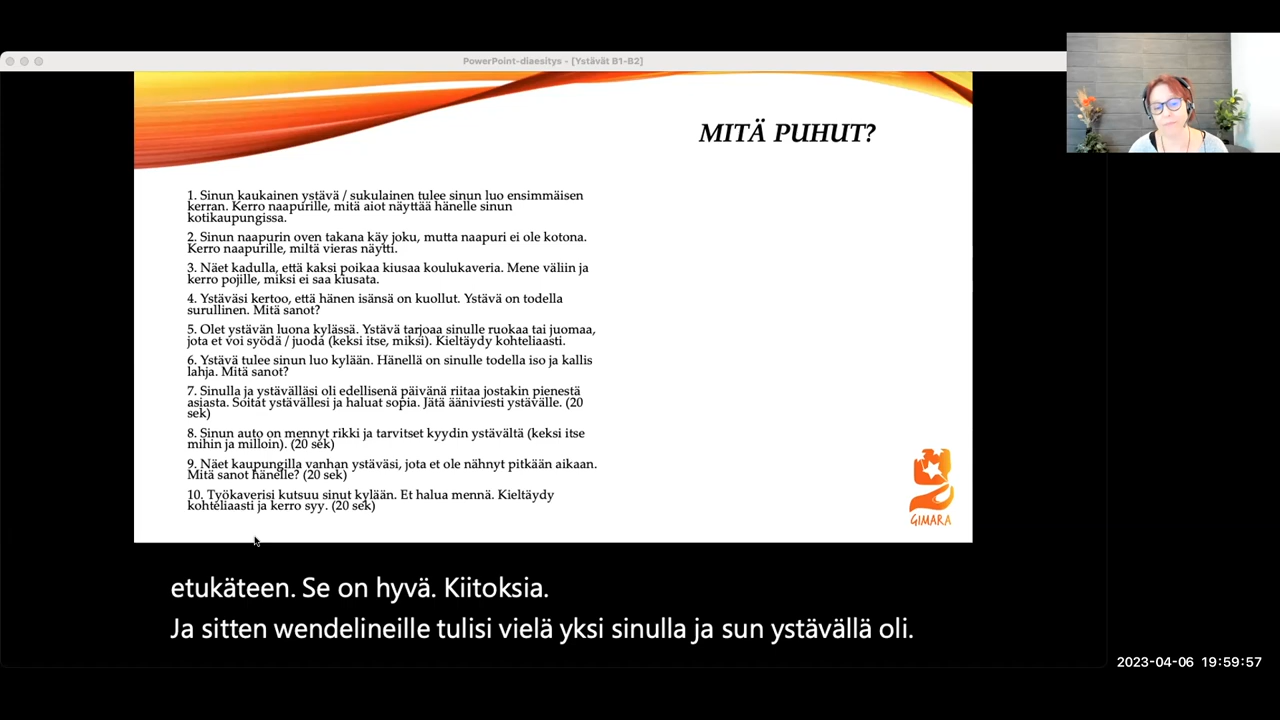 PowerPoint-diaesitys - [Ystävät B1-B2]
MITÄ PUHUT?
1. Sinun kaukainen ystävä / sukulainen tulee sinun luo ensimmäisen
kerran. Kerro naapurille, mitä aiot näyttää hänelle sinun
kotikaupungissa.
2. Sinun naapurin oven takana käy joku, mutta naapuri ei ole kotona.
Kerro naapurille, miltä vieras näytti.
3. Näet kadulla, että kaksi poikaa kiusaa koulukaveria. Mene väliin ja
kerro pojille, miksi ei saa kiusata.
4. Ystäväsi kertoo, että hänen isänsä on kuollut. Ystävä on todella
surullinen. Mitä sanot?
5. Olet ystävän luona kylässä. Ystävä tarjoaa sinulle ruokaa tai juomaa,
jota et voi syödä / juoda (keksi itse, miksi). Kieltäydy kohteliaasti.
6. Ystävä tulee sinun luo kylään. Hänellä on sinulle todella iso ja kallis
lahja. Mitä sanot?
7. Sinulla ja ystävälläsi oli edellisenä päivänä riitaa jostakin pienestä
asiasta. Soitat ystävällesi ja haluat sopia. Jätä ääniviesti ystävälle. (20
sek)
8. Sinun auto on mennyt rikki ja tarvitset kyydin ystävältä (keksi itse
mihin ja milloin). (20 sek)
9. Näet kaupungilla vanhan ystäväsi, jota et ole nähnyt pitkään aikaan.
Mitä sanot hänelle? (20 sek)
10. Työkaverisi kutsuu sinut kylään. Et halua mennä. Kieltäydy
kohteliaasti ja kerro syy. (20 sek)
GIMARA
etukäteen. Se on hyvä. Kiitoksia.
Ja sitten wendelineille tulisi vielä yksi sinulla ja sun ystävällä oli.
2023-04-06 19:59:57